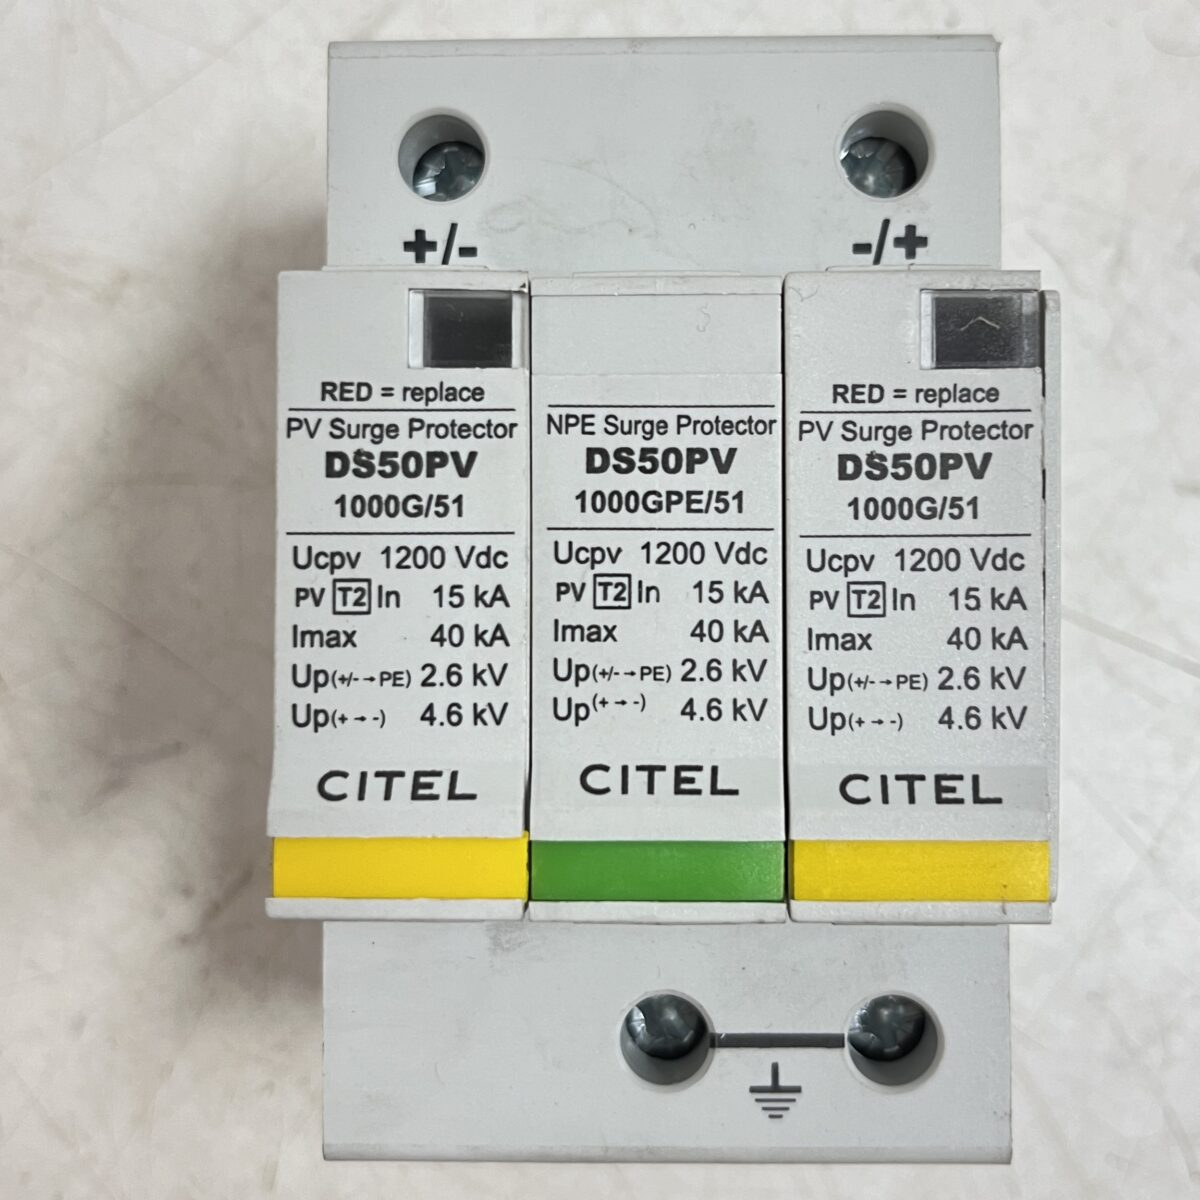 +/-
-/+
RED = replace
PV Surge Protector
DS50PV
1000G/51
Ucpv 1200 Vdc
PV T2 In 15 kA
Imax 40 kA
Up(+/-→PE) 2.6 kV
Up(+→-) 4.6 kV
CITEL
NPE Surge Protector
DS50PV
1000GPE/51
Ucpv 1200 Vdc
PV T2 In 15 kA
Imax 40 kA
Up(+/-→PE) 2.6 kV
Up(+→-) 4.6 kV
CITEL
RED = replace
PV Surge Protector
DS50PV
1000G/51
Ucpv 1200 Vdc
PV T2 In 15 kA
Imax 40 kA
Up(+/-→PE) 2.6 kV
Up(+→-) 4.6 kV
CITEL